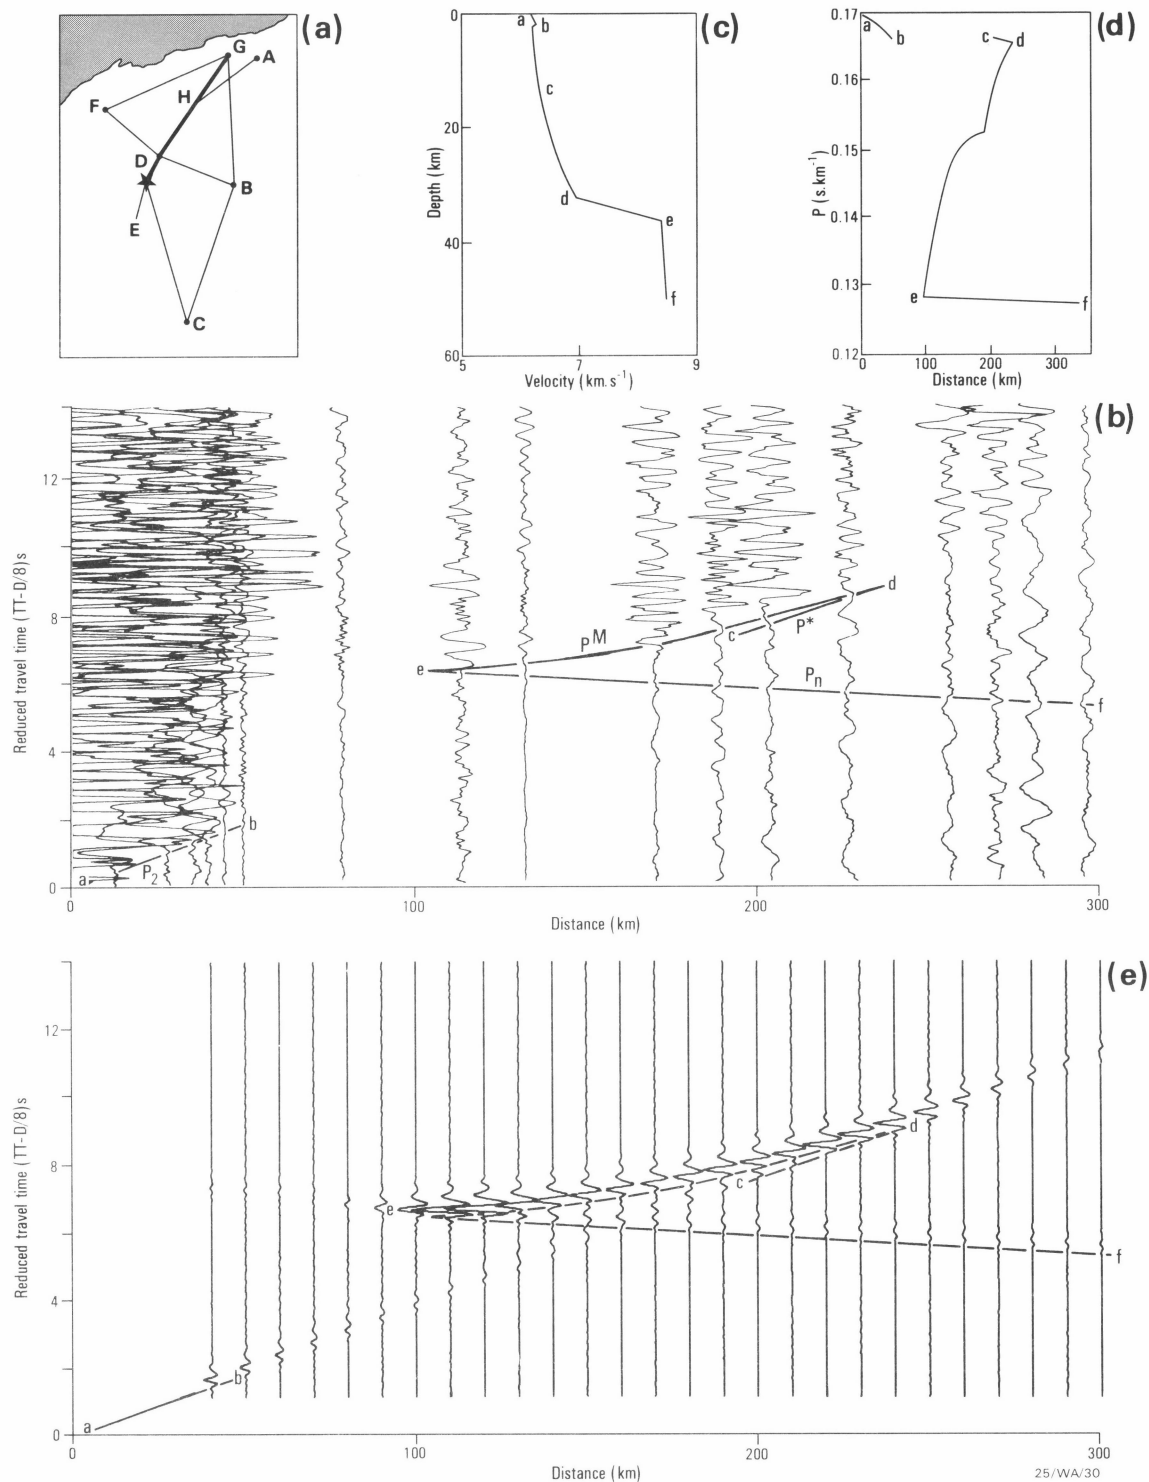 (a)
G
A
H
F
D
B
E
C
(c)
0
a
b
c
20
Depth (km)
d
e
40
f
60
5
7
9
Velocity (km. s⁻¹)
(d)
0.17
a
b
c
d
0.16
0.15
P (s.km⁻¹)
0.14
0.13
e
f
0.12
0
100
200
300
Distance (km)
(b)
12
8
4
0
Reduced travel time (TT-D/8)s
d
P^M
c
P*
e
P_n
f
b
P_2
a
0
100
200
300
Distance (km)
(e)
12
8
4
0
Reduced travel time (TT-D/8)s
d
c
e
f
b
a
0
100
200
300
Distance (km)
25/WA/30